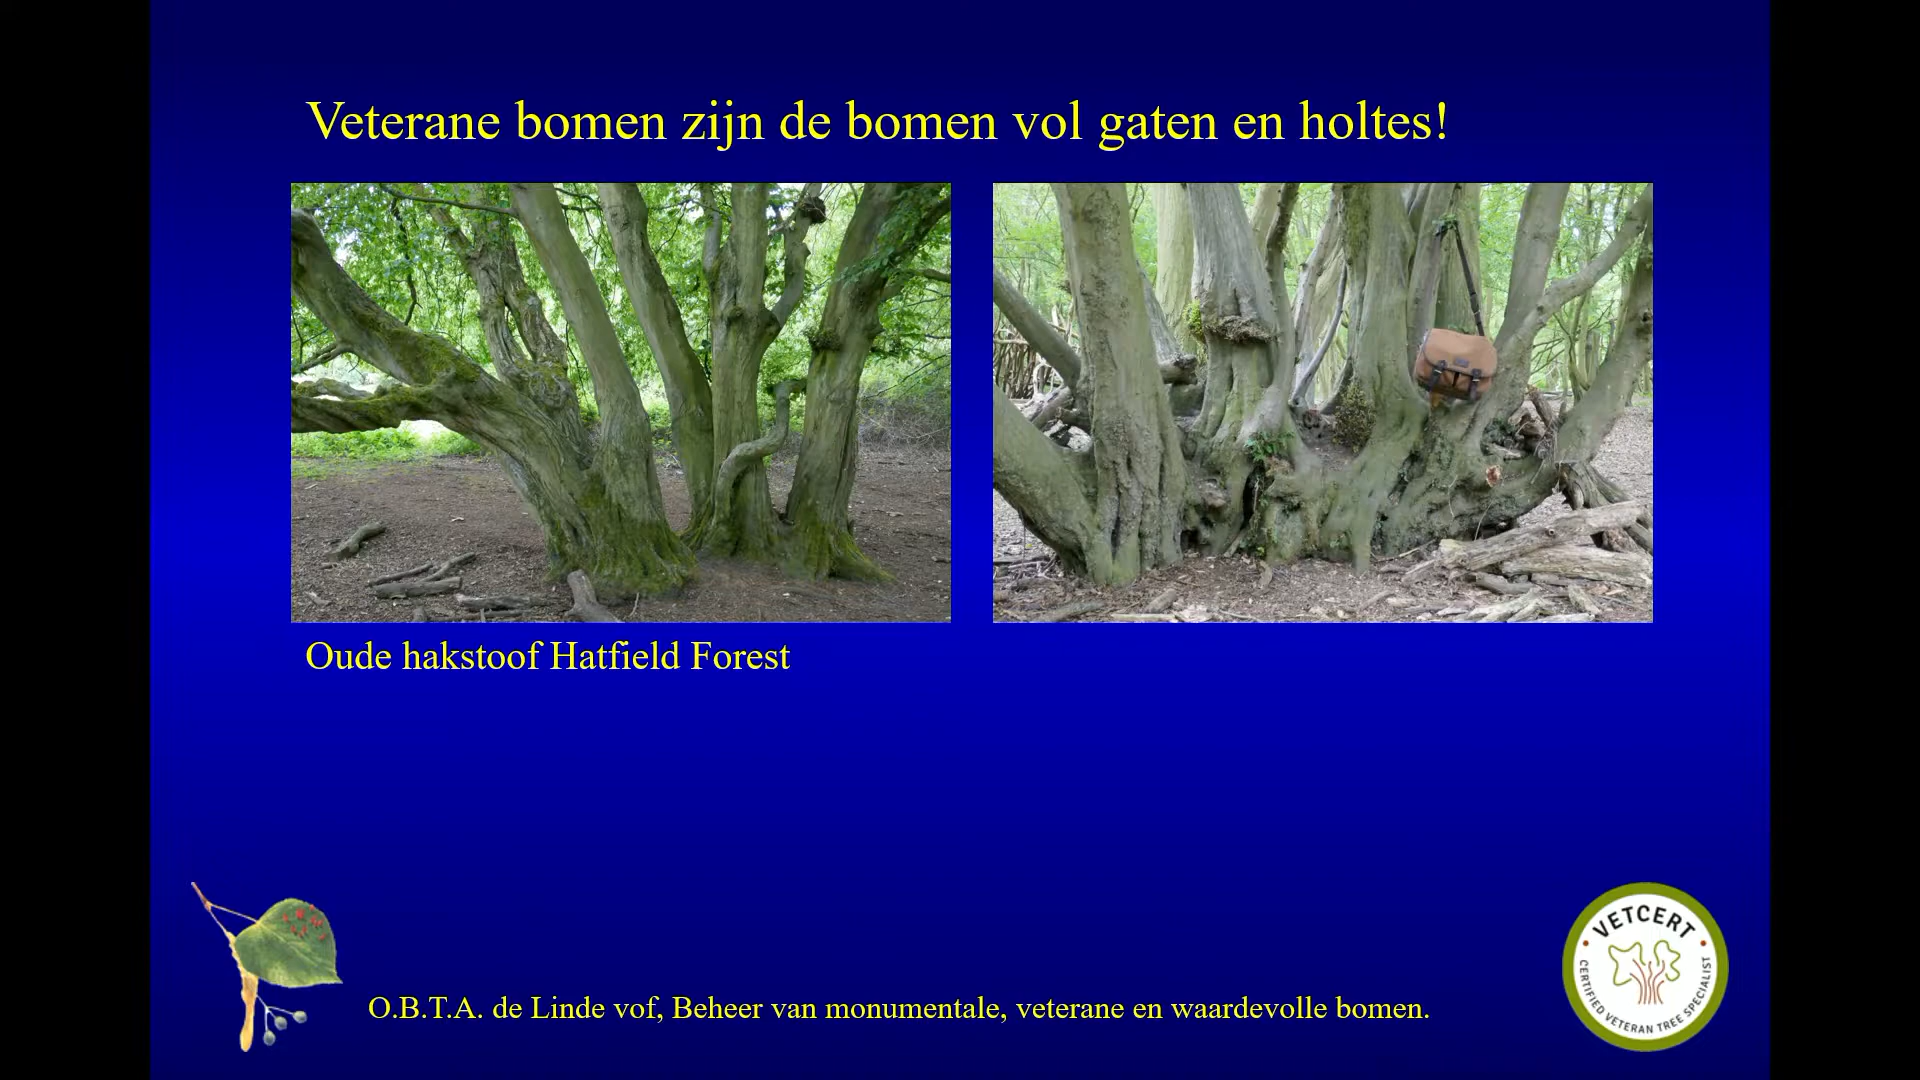 Veterane bomen zijn de bomen vol gaten en holtes!
Oude hakstoof Hatfield Forest
O.B.T.A. de Linde vof, Beheer van monumentale, veterane en waardevolle bomen.
VETCERT
CERTIFIED VETERAN TREE SPECIALIST